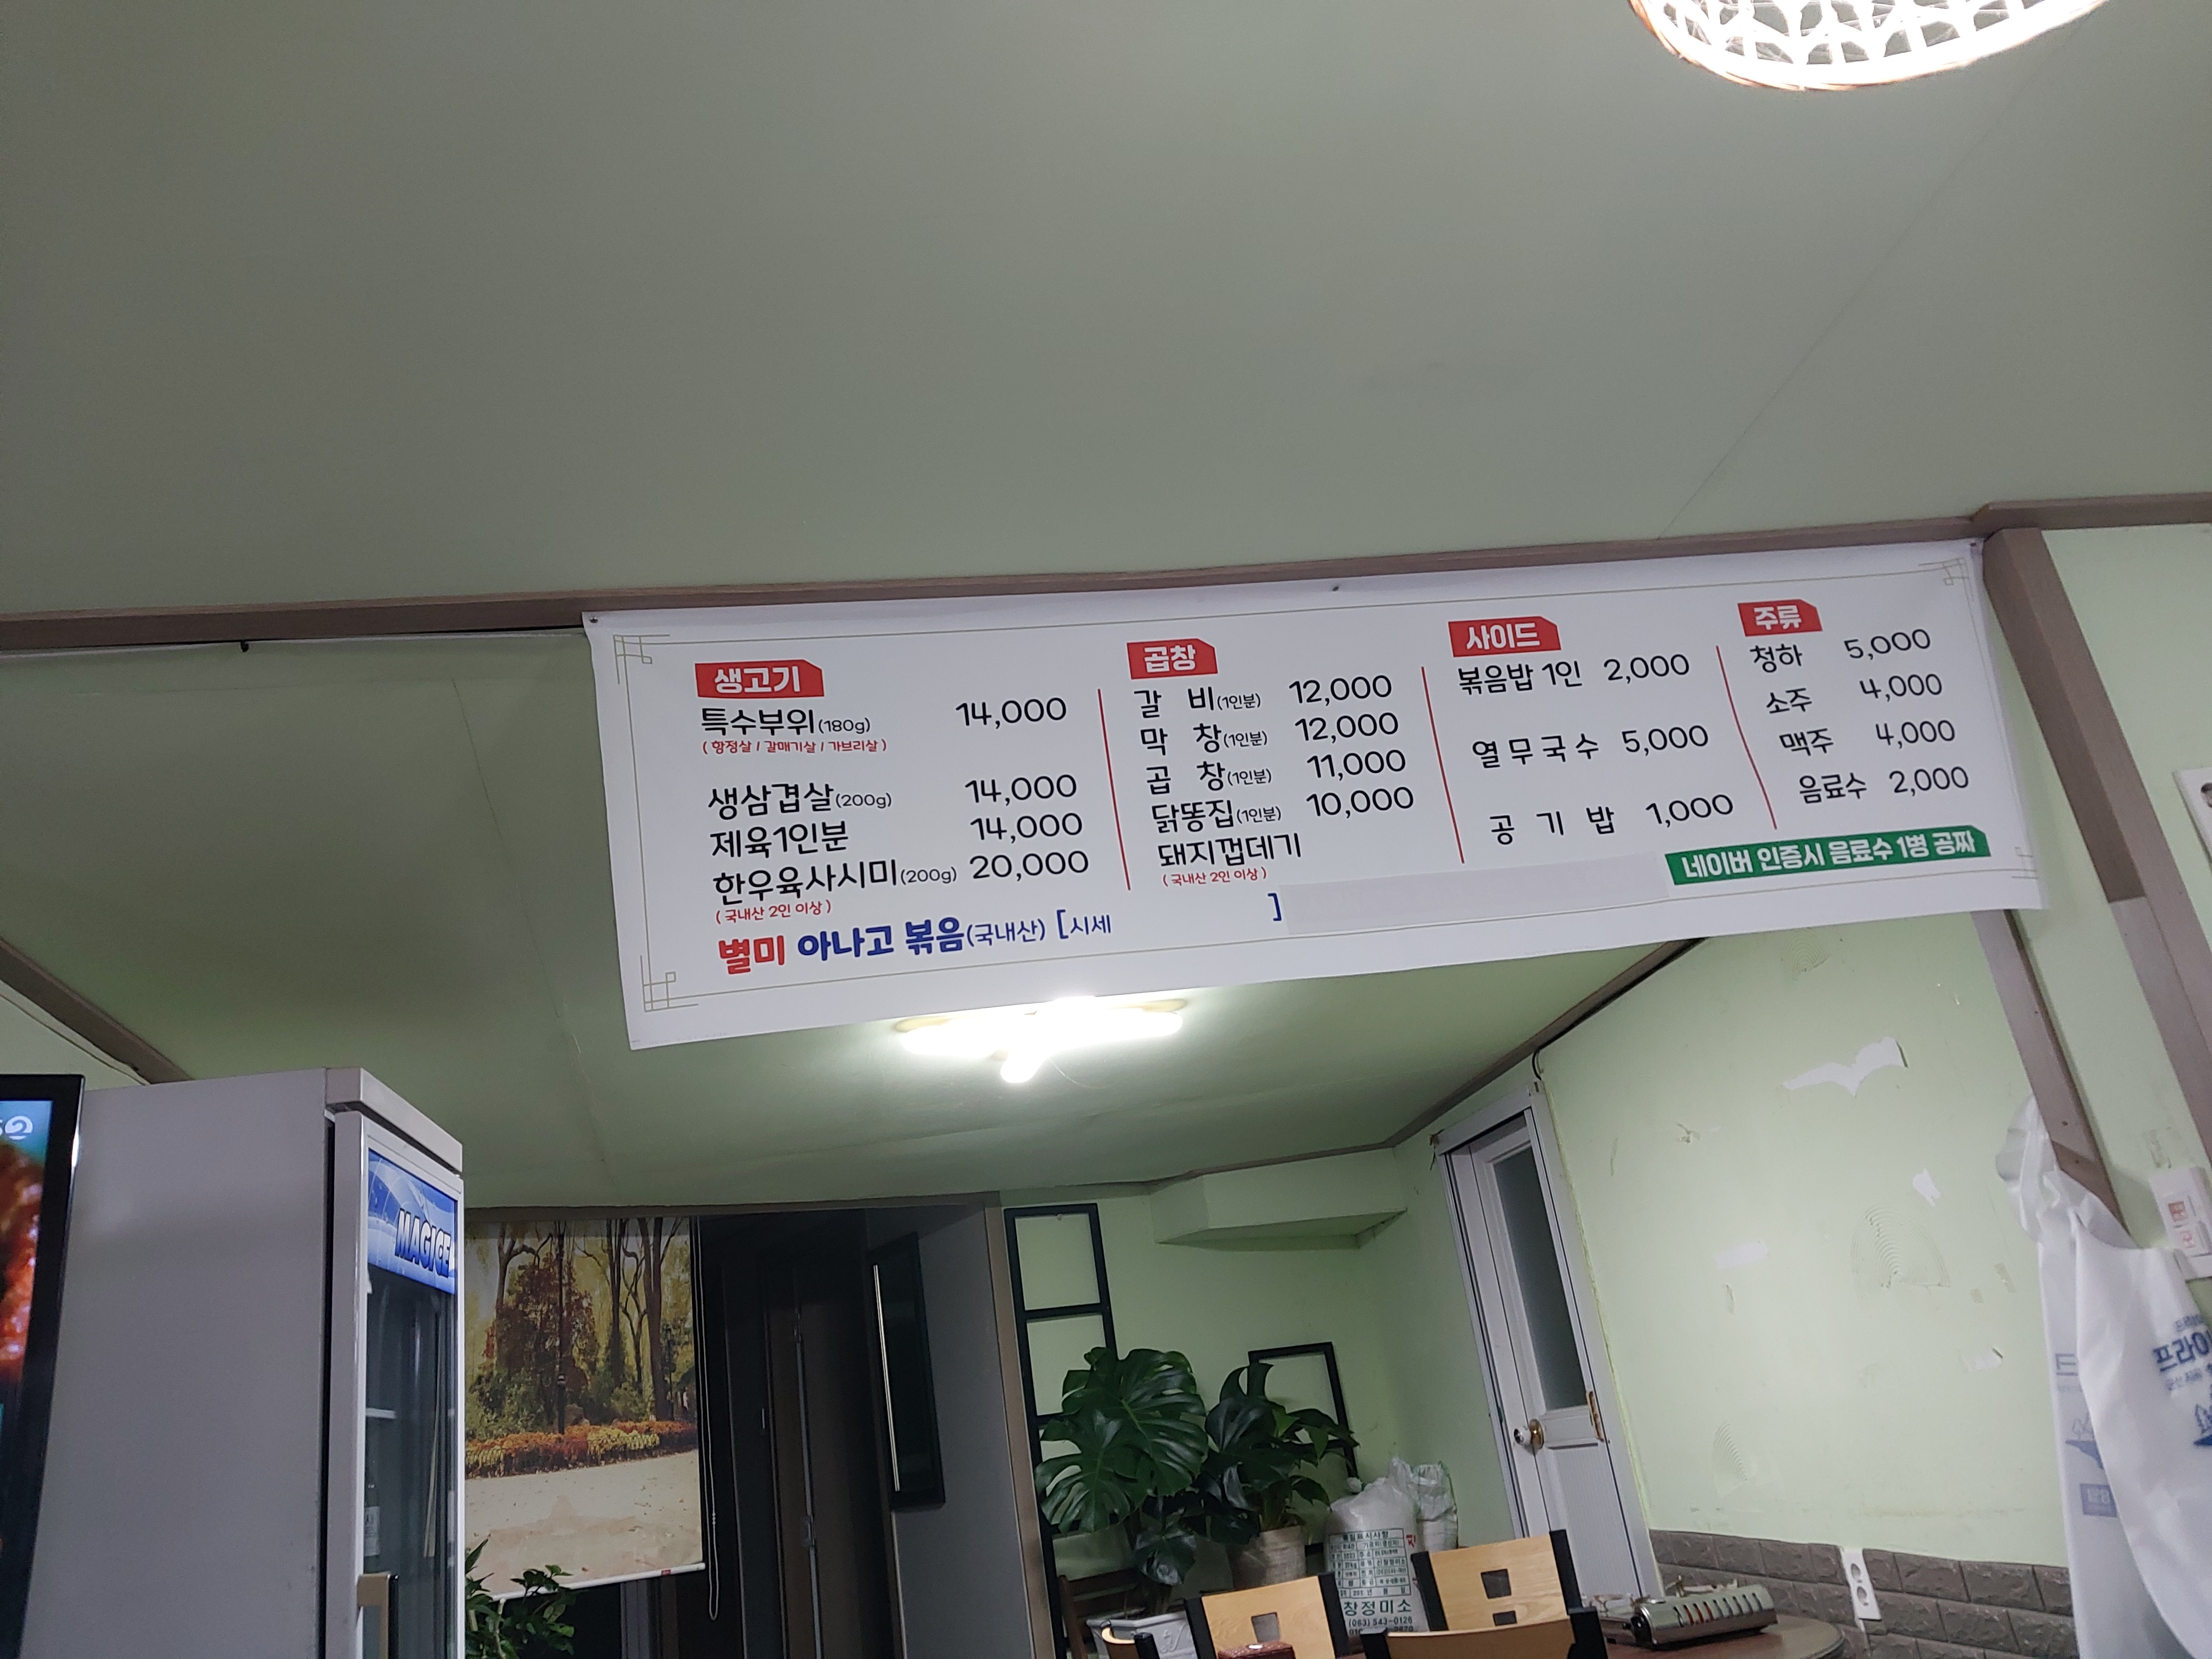 생고기
특수부위(180g) 14,000
( 항정살 / 갈매기살 / 가브리살 )
생삼겹살(200g) 14,000
제육1인분 14,000
한우육사시미(200g) 20,000
( 국내산 2인 이상 )
별미 아나고 볶음(국내산) [시세 ]
곱창
갈 비(1인분) 12,000
막 창(1인분) 12,000
곱 창(1인분) 11,000
닭똥집(1인분) 10,000
돼지껍데기
( 국내산 2인 이상 )
사이드
볶음밥 1인 2,000
열무국수 5,000
공 기 밥 1,000
주류
청하 5,000
소주 4,000
맥주 4,000
음료수 2,000
네이버 인증시 음료수 1병 공짜
MAGICE
창정미소
(063) 543-0126